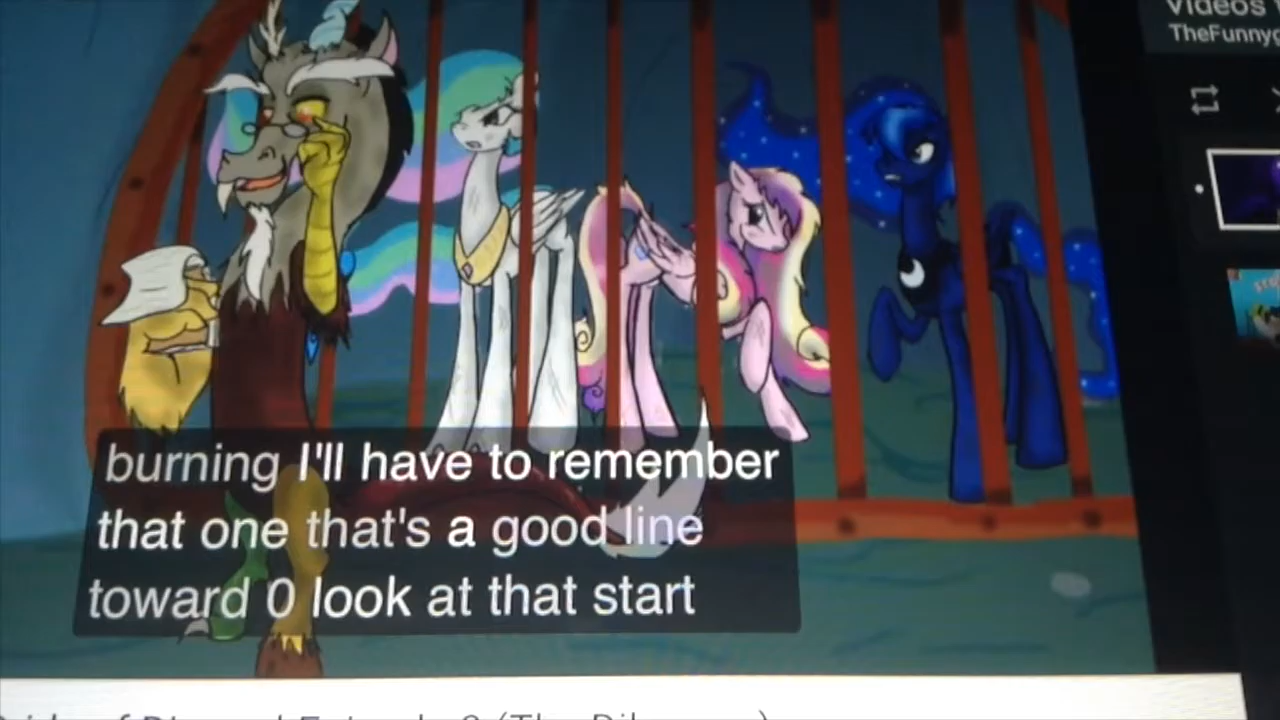 Videos
TheFunny
burning I'll have to remember
that one that's a good line
toward 0 look at that start